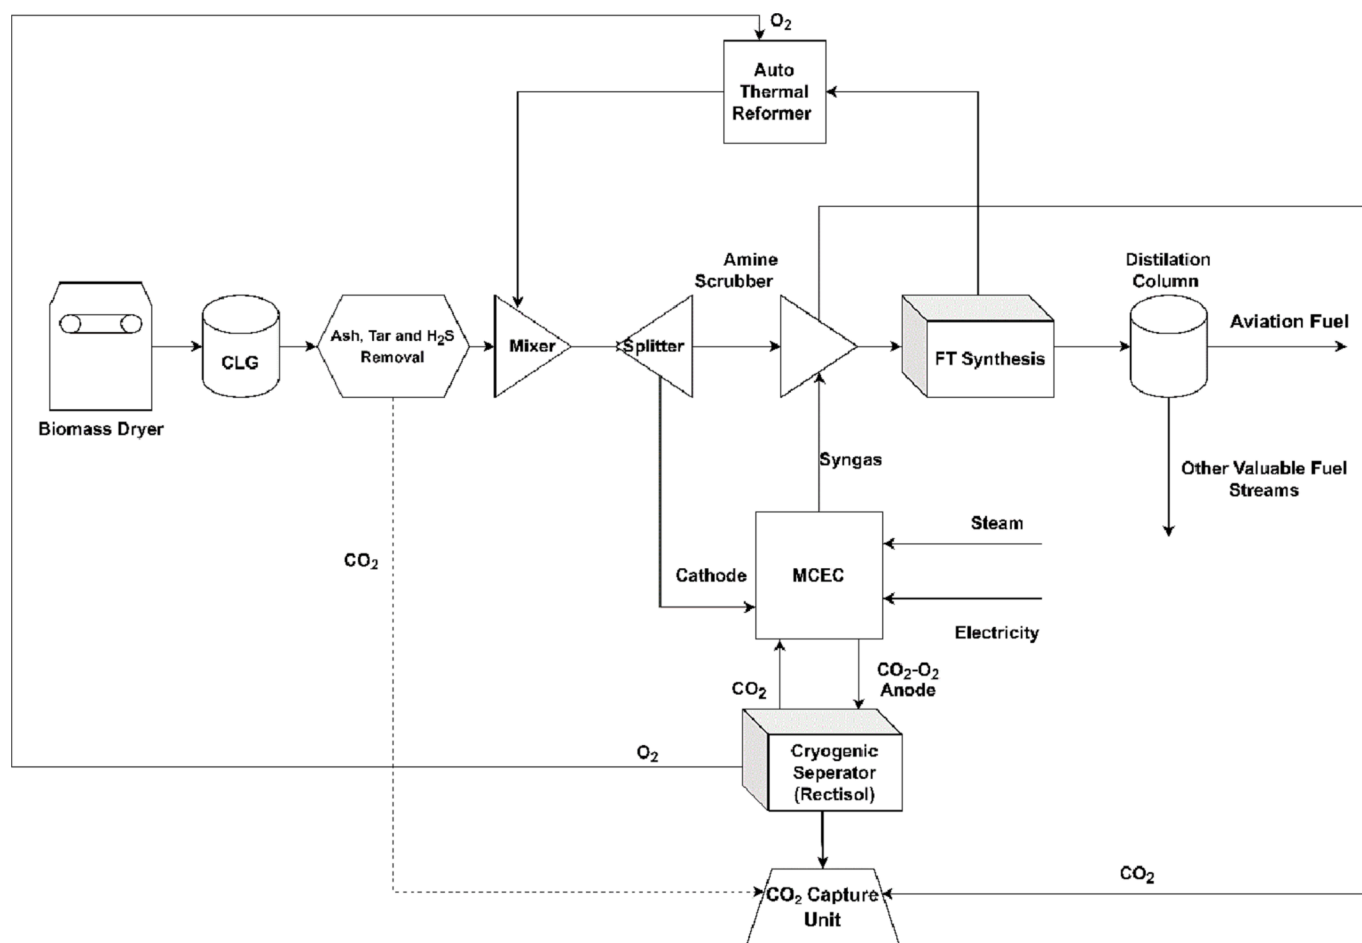 O₂
Auto
Thermal
Reformer
Amine
Scrubber
Distilation
Column
Aviation Fuel
Ash, Tar and H₂S
Removal
Mixer
Splitter
CLG
FT Synthesis
Biomass Dryer
Syngas
Other Valuable Fuel
Streams
Steam
CO₂
Cathode
MCEC
Electricity
CO₂
CO₂-O₂
Anode
O₂
Cryogenic
Seperator
(Rectisol)
CO₂
CO₂ Capture
Unit